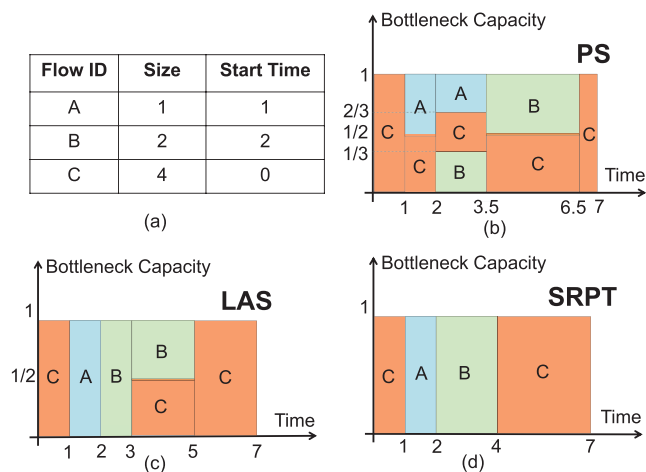 Flow ID Size Start Time
A 1 1
B 2 2
C 4 0
(a)
Bottleneck Capacity
PS
1
2/3
1/2
1/3
C A C A C B B C C
Time
1 2 3.5 6.5 7
(b)
Bottleneck Capacity
LAS
1
1/2
C A B B C C
Time
1 2 3 5 7
(c)
Bottleneck Capacity
SRPT
1
C A B C
Time
1 2 4 7
(d)